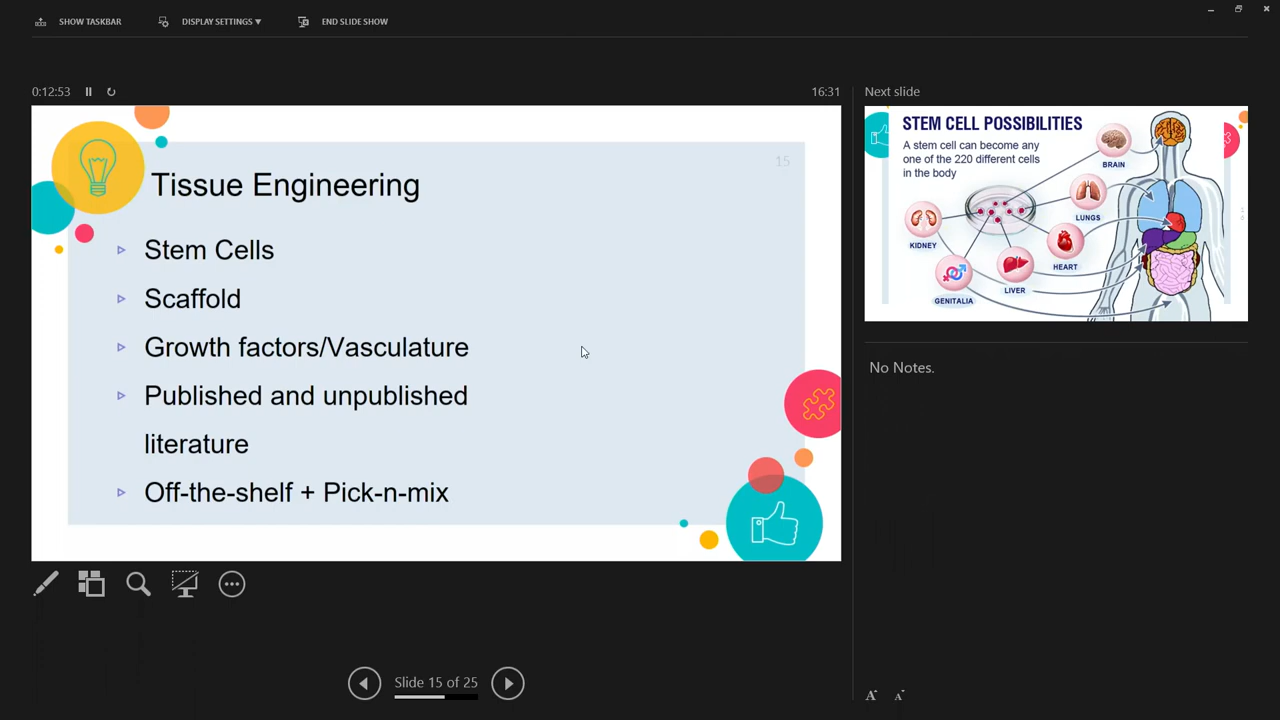 SHOW TASKBAR
DISPLAY SETTINGS ▼
END SLIDE SHOW
0:12:53
16:31
15
Tissue Engineering
Stem Cells
Scaffold
Growth factors/Vasculature
Published and unpublished
literature
Off-the-shelf + Pick-n-mix
Slide 15 of 25
Next slide
STEM CELL POSSIBILITIES
A stem cell can become any
one of the 220 different cells
in the body
BRAIN
LUNGS
KIDNEY
HEART
LIVER
GENITALIA
No Notes.
A A